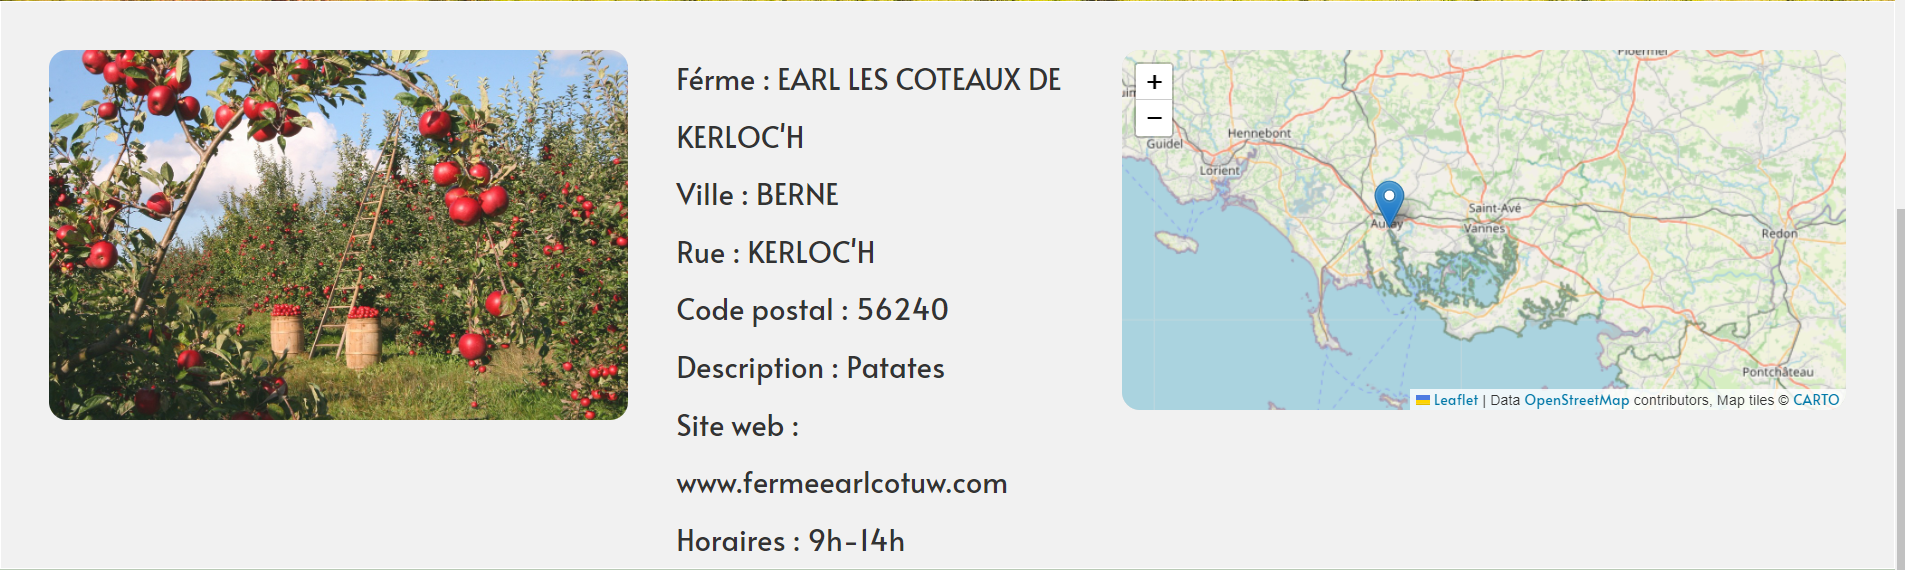 Férme : EARL LES COTEAUX DE
KERLOC'H
Ville : BERNE
Rue : KERLOC'H
Code postal : 56240
Description : Patates
Site web :
www.fermeearlcotuw.com
Horaires : 9h-14h
Ploërmel
+
−
Hennebont
Guidel
Lorient
Saint-Avé
Vannes
Redon
Pontchâteau
Leaflet | Data OpenStreetMap contributors, Map tiles © CARTO